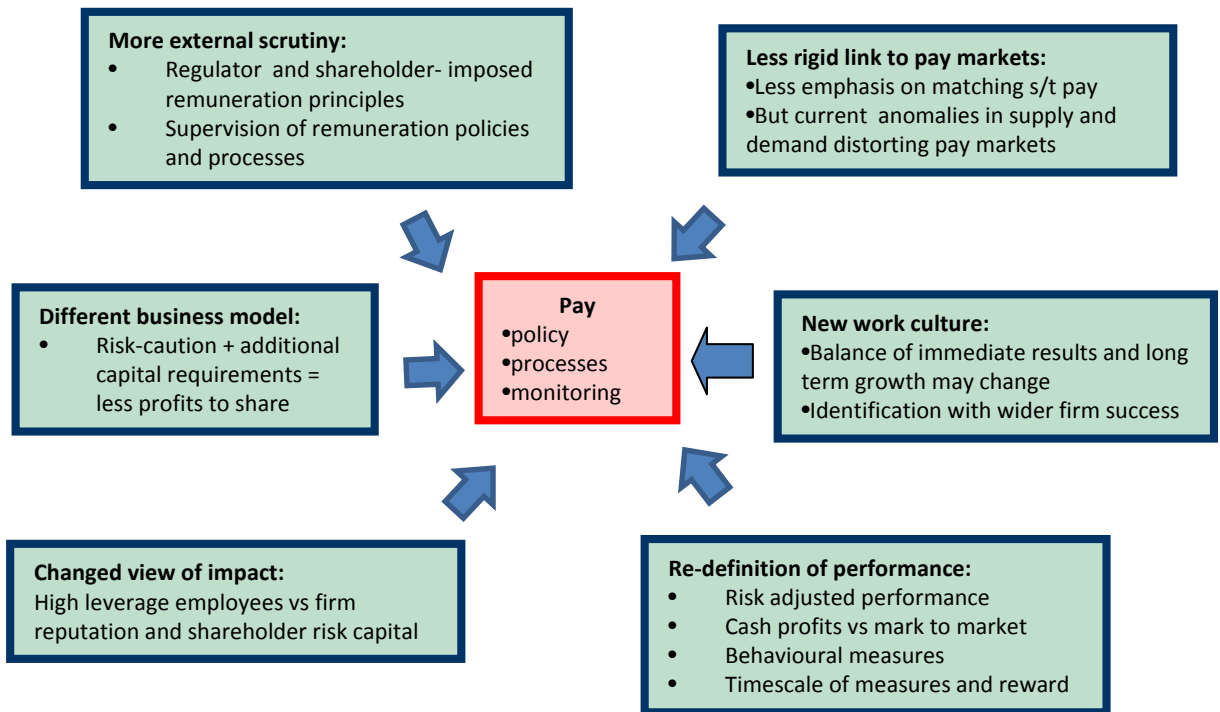 More external scrutiny:
• Regulator and shareholder- imposed
remuneration principles
• Supervision of remuneration policies
and processes
Less rigid link to pay markets:
•Less emphasis on matching s/t pay
•But current anomalies in supply and
demand distorting pay markets
Different business model:
• Risk-caution + additional
capital requirements =
less profits to share
Pay
•policy
•processes
•monitoring
New work culture:
•Balance of immediate results and long
term growth may change
•Identification with wider firm success
Changed view of impact:
High leverage employees vs firm
reputation and shareholder risk capital
Re-definition of performance:
• Risk adjusted performance
• Cash profits vs mark to market
• Behavioural measures
• Timescale of measures and reward